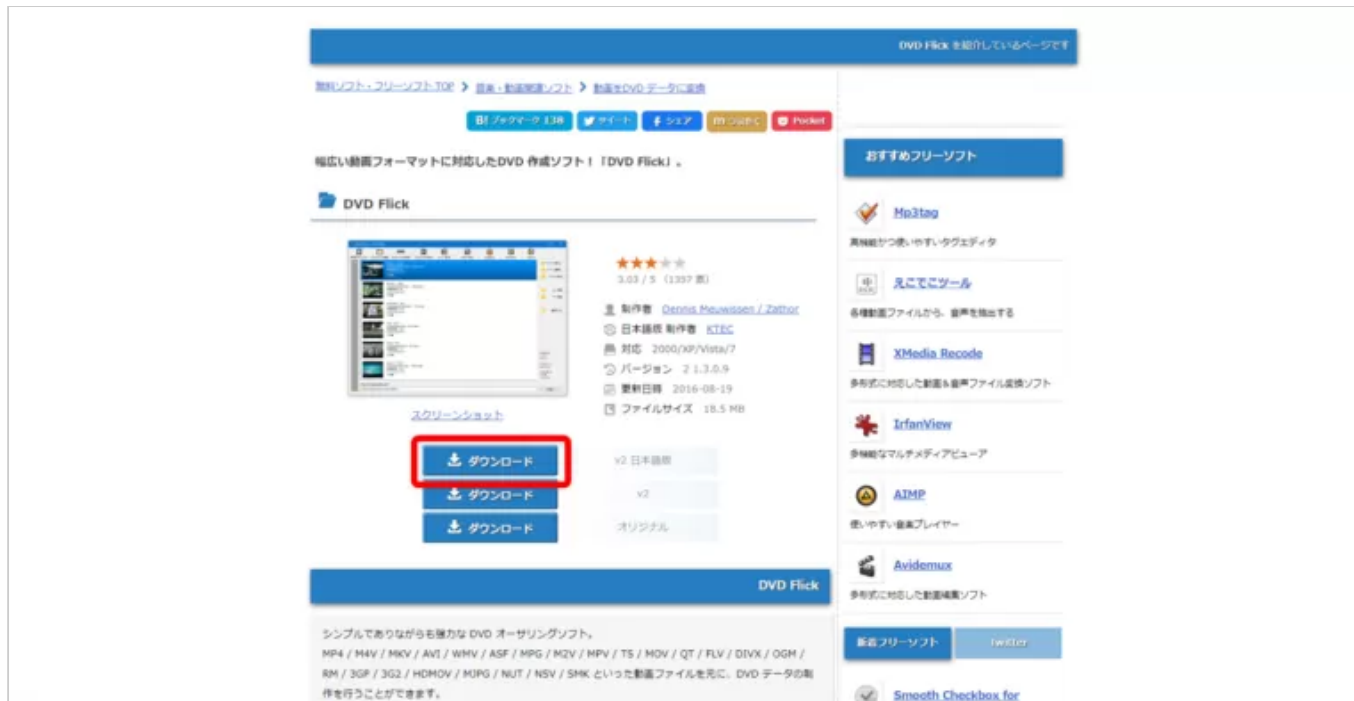 DVD Flick を紹介しているページです
無料ソフト・フリーソフト TOP > 音楽・動画関連ソフト > 動画をDVD データに変換
B! ブックマーク 138 ツイート シェア つぶやく Pocket
幅広い動画フォーマットに対応したDVD 作成ソフト！「DVD Flick」。
DVD Flick
3.03 / 5 (1397 票)
制作者 Dennis Meuwissen / Zathor
日本語版 制作者 KTEC
対応 2000/XP/Vista/7
バージョン 2 1.3.0.9
更新日時 2016-08-19
ファイルサイズ 18.5 MB
スクリーンショット
ダウンロード v2 日本語版
ダウンロード v2
ダウンロード オリジナル
DVD Flick
シンプルでありながらも強力な DVD オーサリングソフト。
MP4 / M4V / MKV / AVI / WMV / ASF / MPG / M2V / MPV / TS / MOV / QT / FLV / DIVX / OGM /
RM / 3GP / 3G2 / HDMOV / MJPG / NUT / NSV / SMK といった動画ファイルを元に、DVD データの制
作を行うことができます。
おすすめフリーソフト
Mp3tag
高機能かつ使いやすいタグエディタ
えこでこツール
各種動画ファイルから、音声を抽出する
XMedia Recode
多形式に対応した動画＆音声ファイル変換ソフト
IrfanView
多機能なマルチメディアビューア
AIMP
使いやすい音楽プレイヤー
Avidemux
多形式に対応した動画編集ソフト
新着フリーソフト Twitter
Smooth Checkbox for